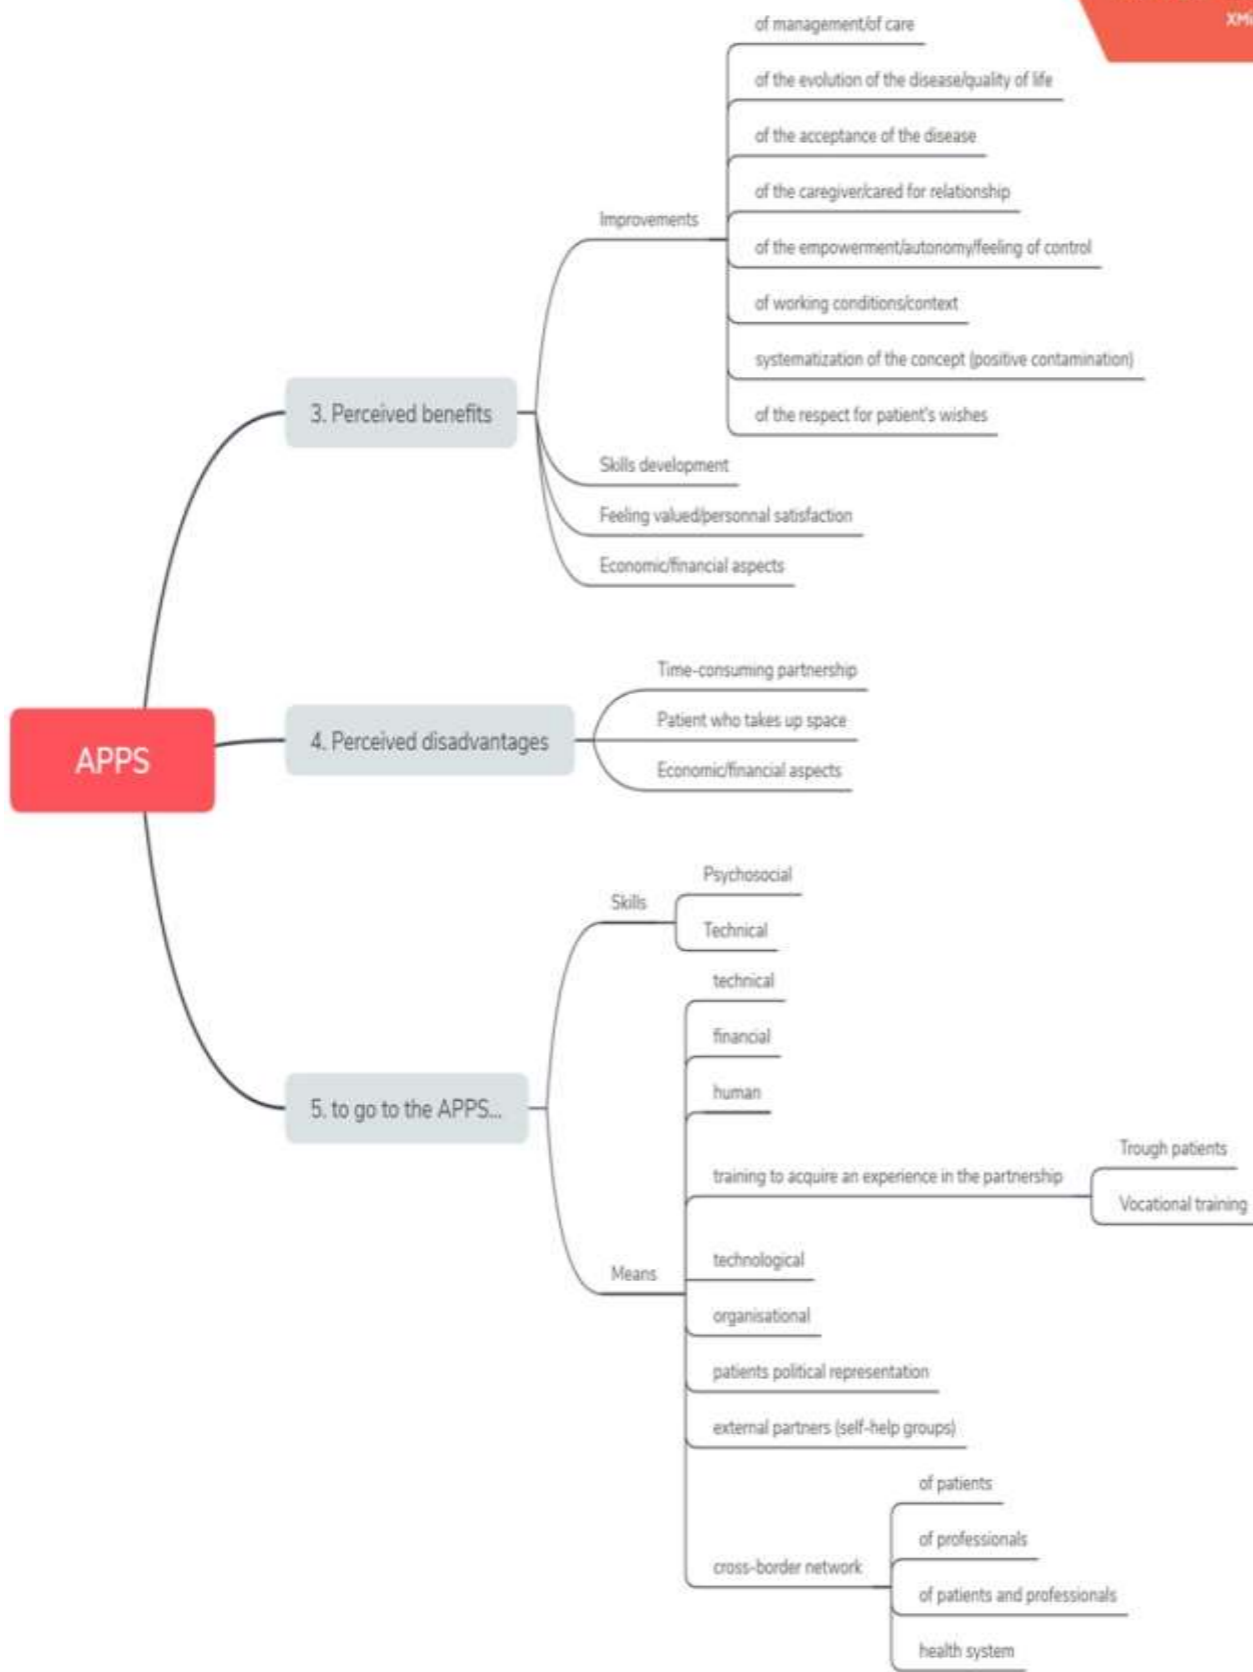 of management/of care
of the evolution of the disease/quality of life
of the acceptance of the disease
of the caregiver/cared for relationship
Improvements
of the empowerment/autonomy/feeling of control
of working conditions/context
systematization of the concept (positive contamination)
3. Perceived benefits
of the respect for patient's wishes
Skills development
Feeling valued/personnal satisfaction
Economic/financial aspects
Time-consuming partnership
APPS
4. Perceived disadvantages
Patient who takes up space
Economic/financial aspects
Psychosocial
Skills
Technical
technical
financial
human
5. to go to the APPS...
Trough patients
training to acquire an experience in the partnership
Vocational training
technological
Means
organisational
patients political representation
external partners (self-help groups)
of patients
of professionals
cross-border network
of patients and professionals
health system